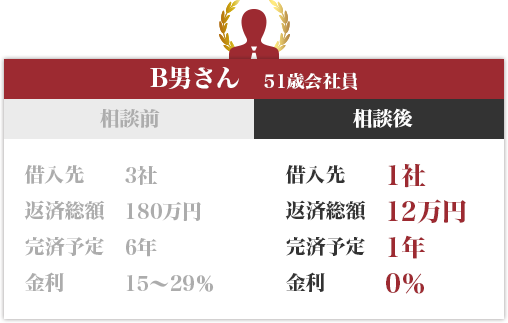 B男さん 51歳会社員
相談前 相談後
借入先 3社 借入先 1社
返済総額 180万円 返済総額 12万円
完済予定 6年 完済予定 1年
金利 15〜29% 金利 0%